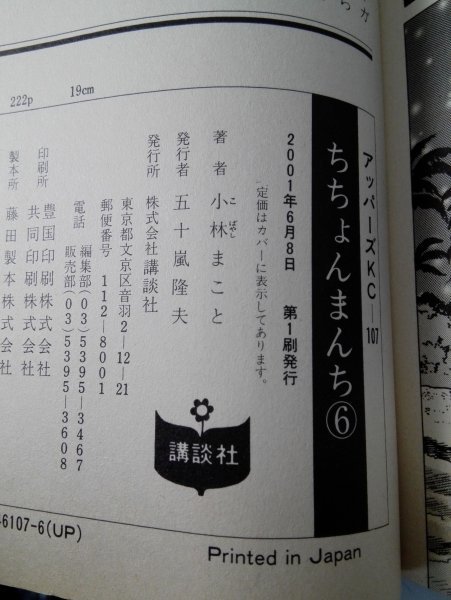 アッパーズKC—107
ちちょんまんち⑥
2001年6月8日 第1刷発行
(定価はカバーに表示してあります。
著者 小林まこと
こばやし
発行者 五十嵐隆夫
発行所 株式会社講談社
東京都文京区音羽2—12—21
郵便番号 112—8001
電話 編集部(03)5395—3467
販売部(03)5395—3608
印刷所 豊国印刷株式会社
共同印刷株式会社
製本所 藤田製本株式会社
講談社
222p 19cm
6107-6(UP)
Printed in Japan